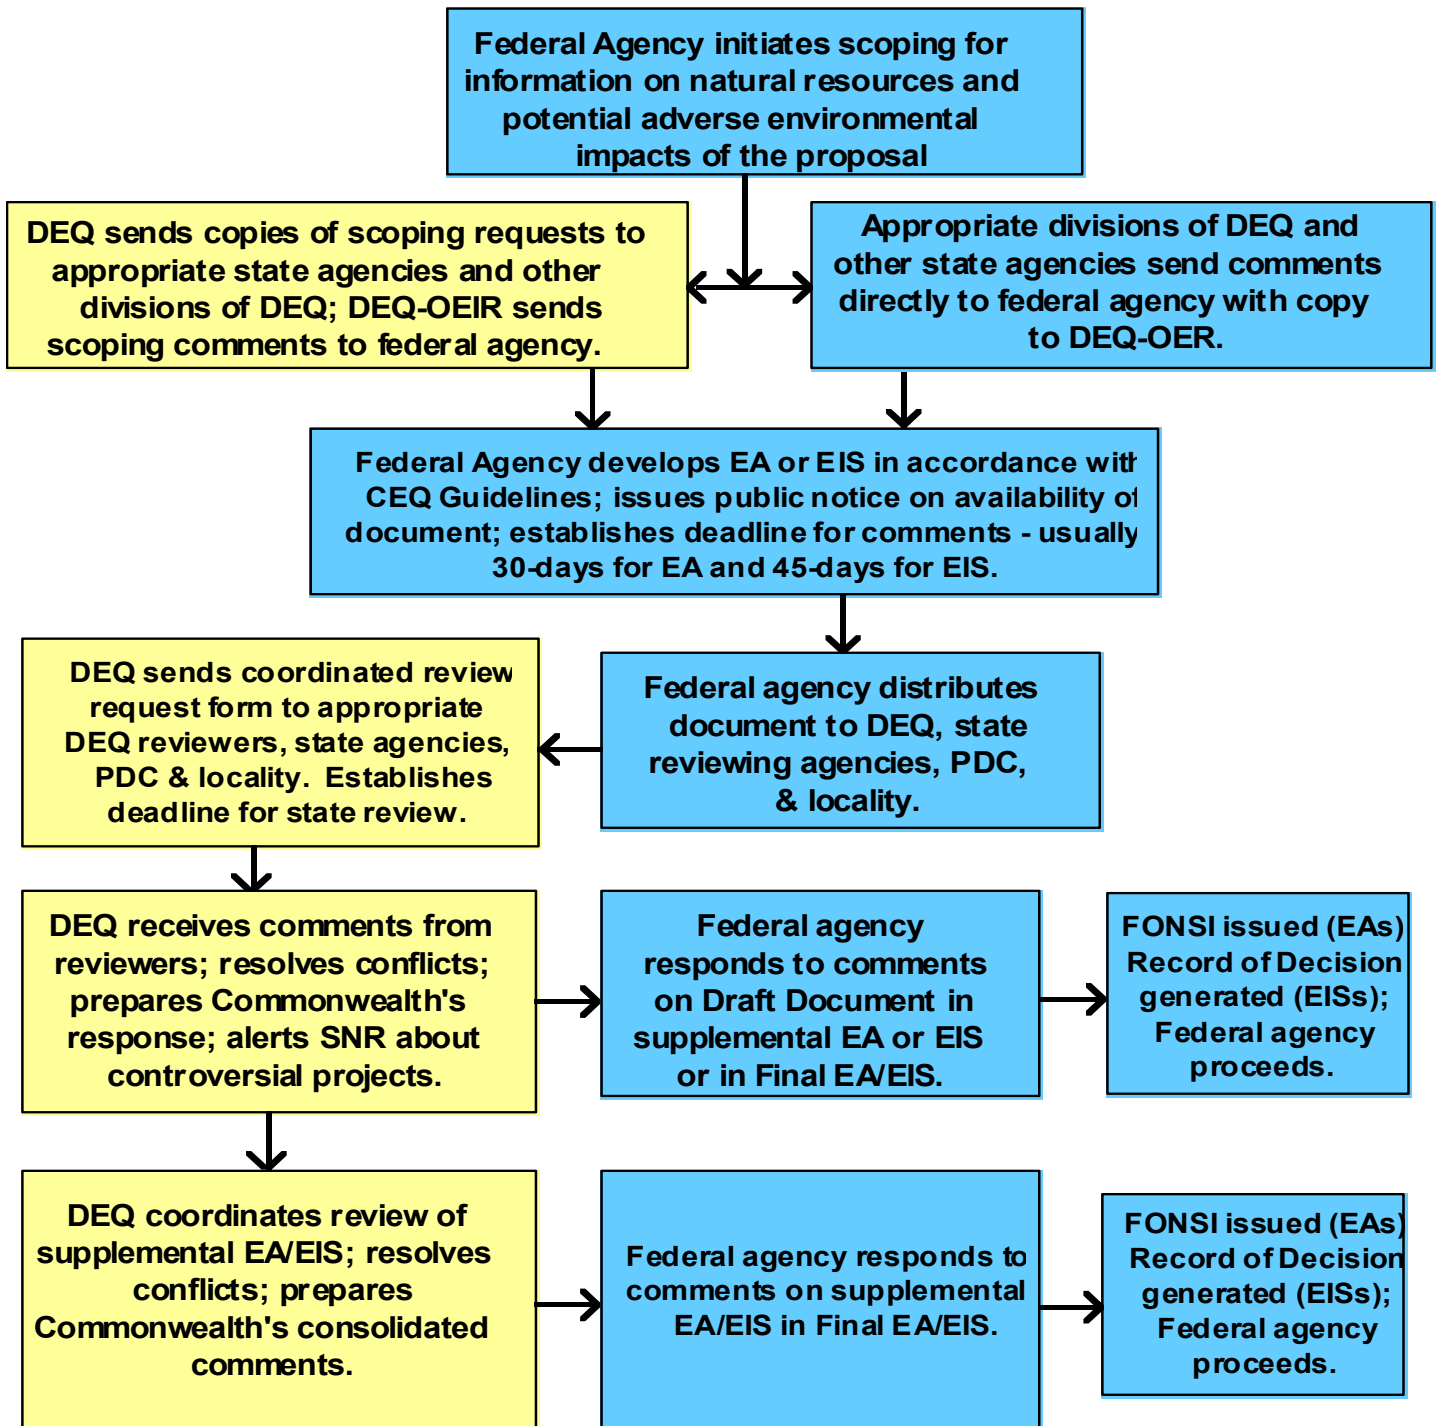 Federal Agency initiates scoping for
information on natural resources and
potential adverse environmental
impacts of the proposal
DEQ sends copies of scoping requests to
appropriate state agencies and other
divisions of DEQ; DEQ-OEIR sends
scoping comments to federal agency.
Appropriate divisions of DEQ and
other state agencies send comments
directly to federal agency with copy
to DEQ-OER.
Federal Agency develops EA or EIS in accordance with
CEQ Guidelines; issues public notice on availability of
document; establishes deadline for comments - usually
30-days for EA and 45-days for EIS.
DEQ sends coordinated review
request form to appropriate
DEQ reviewers, state agencies,
PDC & locality. Establishes
deadline for state review.
Federal agency distributes
document to DEQ, state
reviewing agencies, PDC,
& locality.
DEQ receives comments from
reviewers; resolves conflicts;
prepares Commonwealth's
response; alerts SNR about
controversial projects.
Federal agency
responds to comments
on Draft Document in
supplemental EA or EIS
or in Final EA/EIS.
FONSI issued (EAs)
Record of Decision
generated (EISs);
Federal agency
proceeds.
DEQ coordinates review of
supplemental EA/EIS; resolves
conflicts; prepares
Commonwealth's consolidated
comments.
Federal agency responds to
comments on supplemental
EA/EIS in Final EA/EIS.
FONSI issued (EAs)
Record of Decision
generated (EISs);
Federal agency
proceeds.